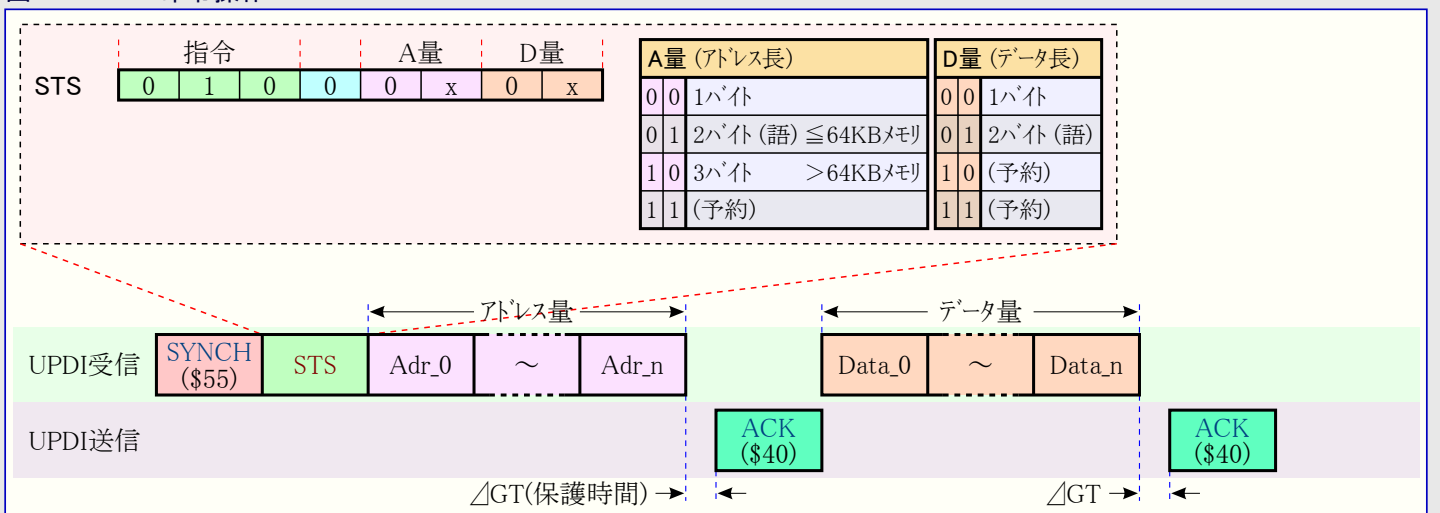 指令 A量 D量
STS 0 1 0 0 0 x 0 x
A量 (アドレス長)
0 0 1バイト
0 1 2バイト (語) ≦64KBメモリ
1 0 3バイト >64KBメモリ
1 1 (予約)
D量 (データ長)
0 0 1バイト
0 1 2バイト (語)
1 0 (予約)
1 1 (予約)
アドレス量 データ量
UPDI受信 SYNCH ($55) STS Adr_0 ～ Adr_n Data_0 ～ Data_n
UPDI送信 ACK ($40) ACK ($40)
⊿GT(保護時間) ⊿GT